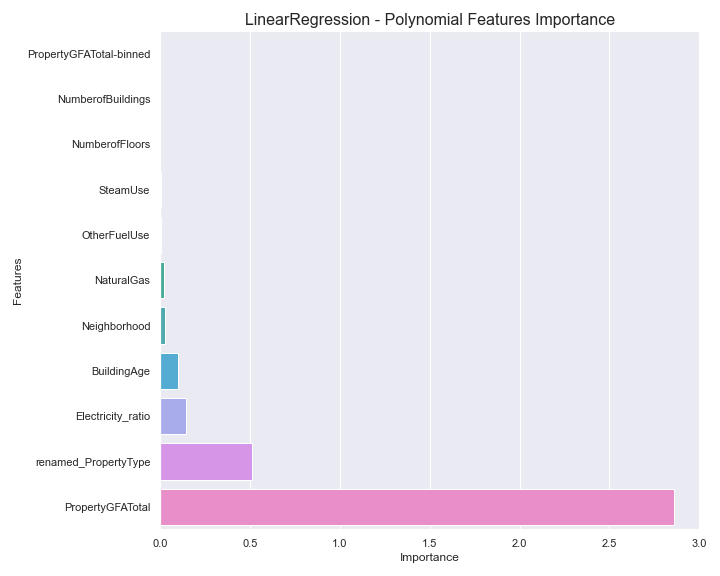 LinearRegression - Polynomial Features Importance
PropertyGFATotal-binned
NumberofBuildings
NumberofFloors
SteamUse
OtherFuelUse
NaturalGas
Neighborhood
BuildingAge
Electricity_ratio
renamed_PropertyType
PropertyGFATotal
Features
0.0 0.5 1.0 1.5 2.0 2.5 3.0
Importance